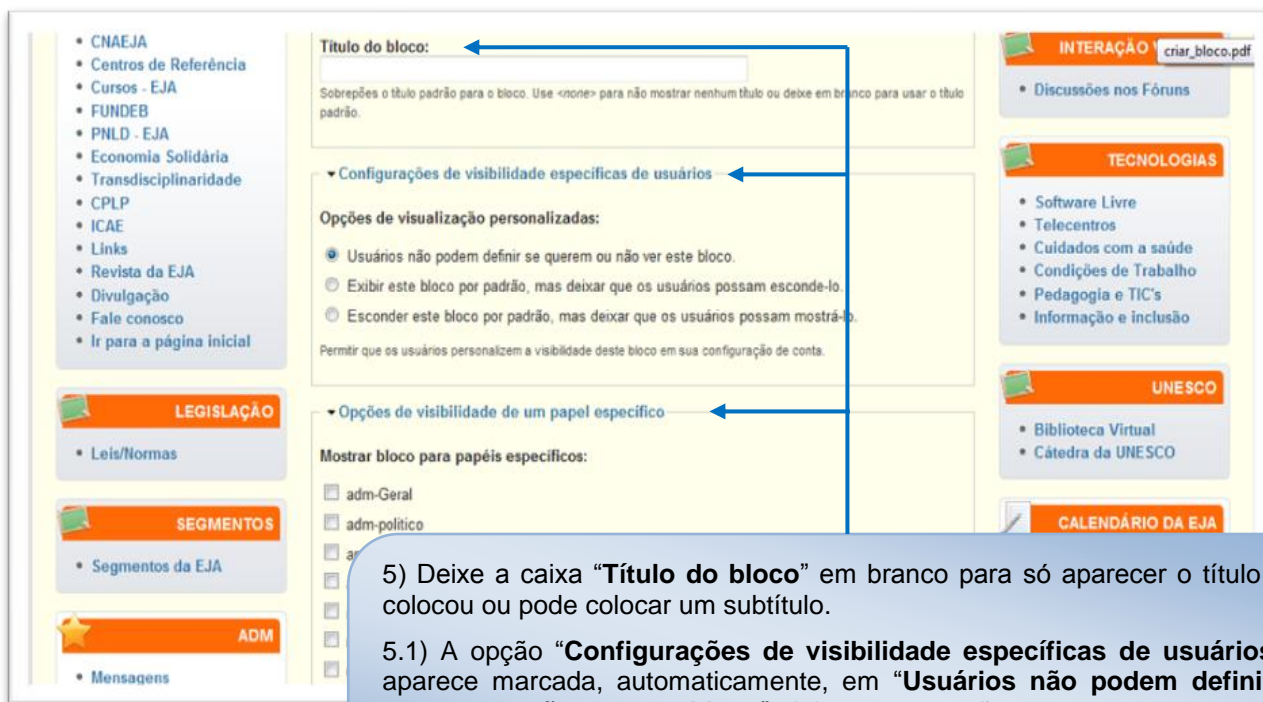 • CNAEJA
• Centros de Referência
• Cursos - EJA
• FUNDEB
• PNLD - EJA
• Economia Solidária
• Transdisciplinaridade
• CPLP
• ICAE
• Links
• Revista da EJA
• Divulgação
• Fale conosco
• Ir para a página inicial
LEGISLAÇÃO
• Leis/Normas
SEGMENTOS
• Segmentos da EJA
ADM
• Mensagens
Título do bloco:
Sobrepões o título padrão para o bloco. Use <none> para não mostrar nenhum título ou deixe em branco para usar o título
padrão.
Configurações de visibilidade específicas de usuários
Opções de visualização personalizadas:
Usuários não podem definir se querem ou não ver este bloco.
Exibir este bloco por padrão, mas deixar que os usuários possam esconde-lo.
Esconder este bloco por padrão, mas deixar que os usuários possam mostrá-lo.
Permitir que os usuários personalizem a visibilidade deste bloco em sua configuração de conta.
Opções de visibilidade de um papel específico
Mostrar bloco para papéis específicos:
adm-Geral
adm-politico
INTERAÇÃO
criar_bloco.pdf
• Discussões nos Fóruns
TECNOLOGIAS
• Software Livre
• Telecentros
• Cuidados com a saúde
• Condições de Trabalho
• Pedagogia e TIC's
• Informação e inclusão
UNESCO
• Biblioteca Virtual
• Cátedra da UNESCO
CALENDÁRIO DA EJA
5) Deixe a caixa “Título do bloco” em branco para só aparecer o título
colocou ou pode colocar um subtítulo.
5.1) A opção “Configurações de visibilidade específicas de usuários
aparece marcada, automaticamente, em “Usuários não podem defini